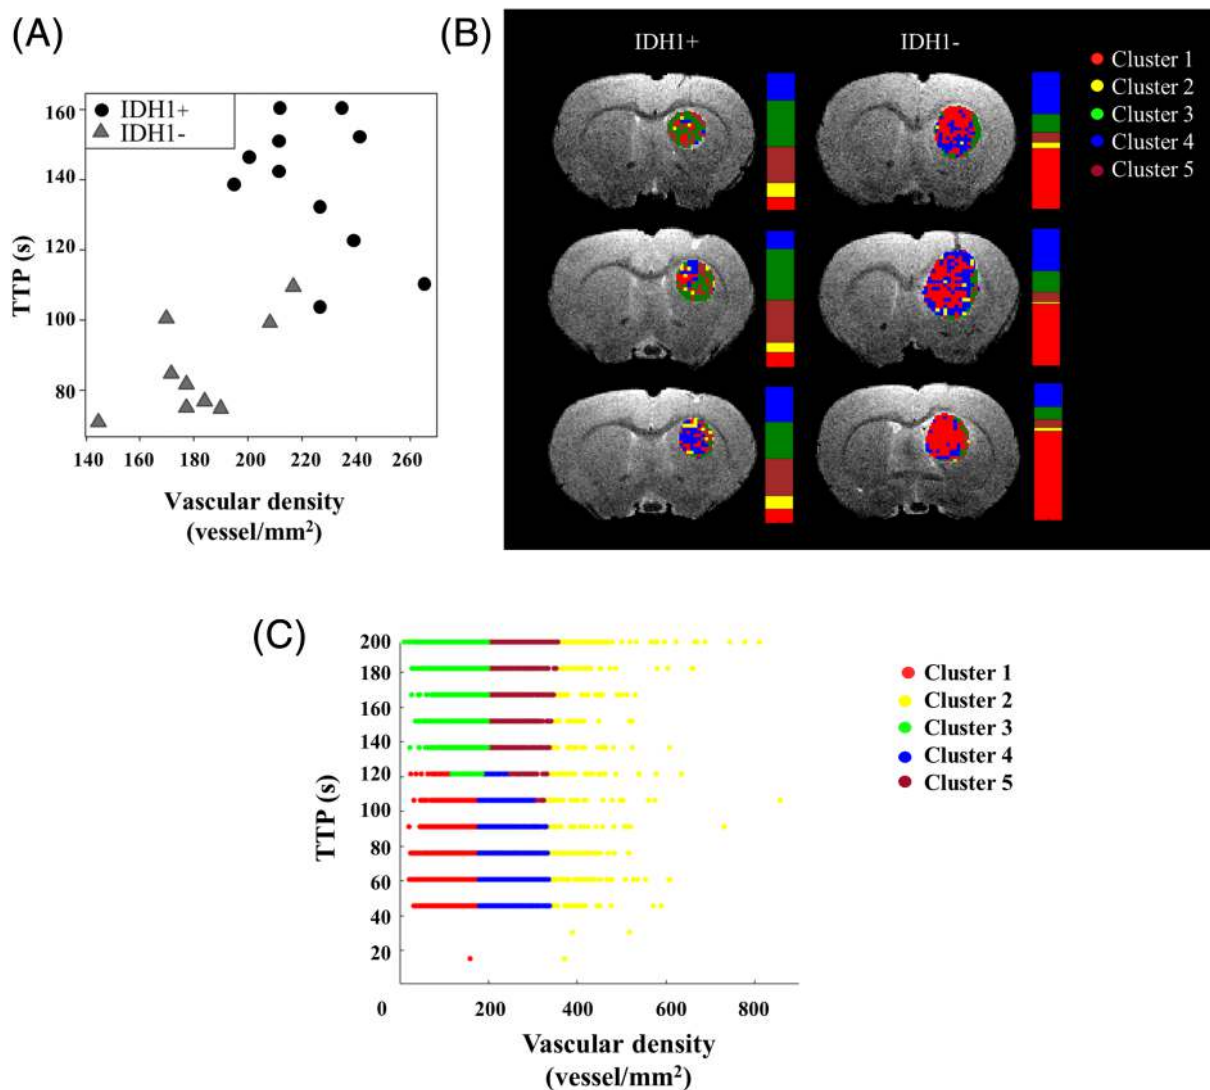 (A)
IDH1+
IDH1-
160
140
120
100
80
TTP (s)
140 160 180 200 220 240 260
Vascular density
(vessel/mm²)
(B)
IDH1+ IDH1-
Cluster 1
Cluster 2
Cluster 3
Cluster 4
Cluster 5
(C)
200
180
160
140
120
100
80
60
40
20
TTP (s)
0 200 400 600 800
Vascular density
(vessel/mm²)
Cluster 1
Cluster 2
Cluster 3
Cluster 4
Cluster 5